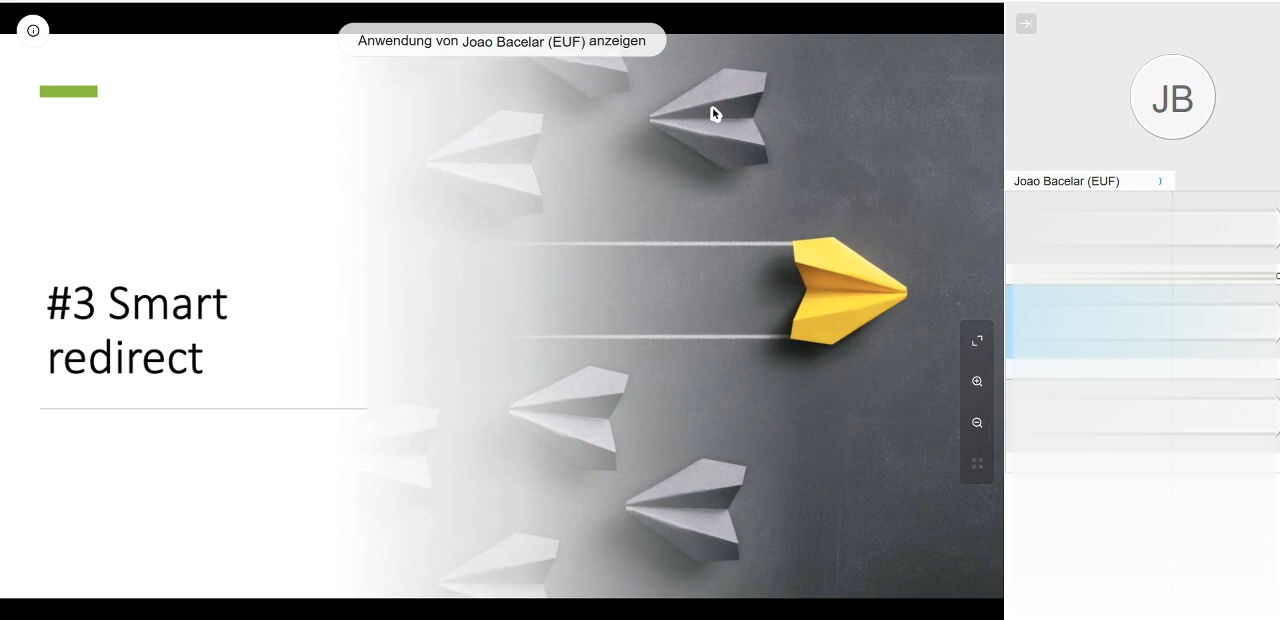 Anwendung von Joao Bacelar (EUF) anzeigen
#3 Smart
redirect
JB
Joao Bacelar (EUF)